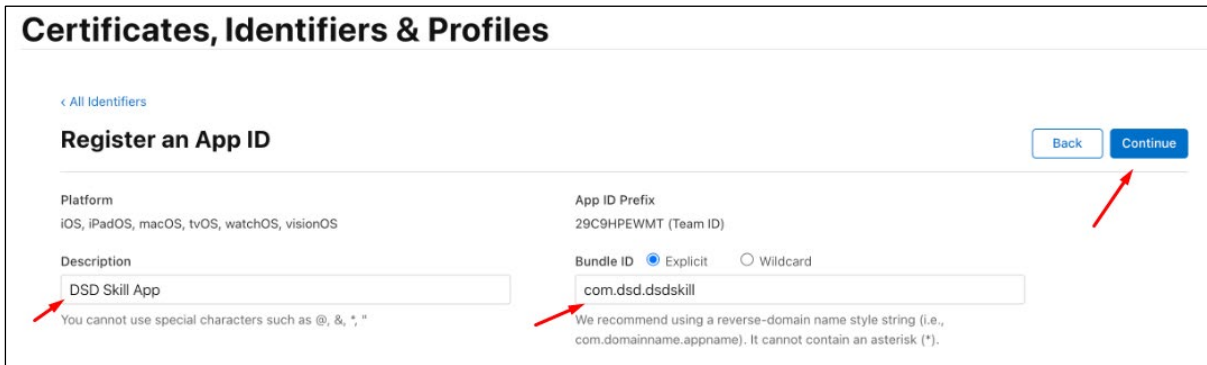 Certificates, Identifiers & Profiles
< All Identifiers
Register an App ID
Back
Continue
Platform
iOS, iPadOS, macOS, tvOS, watchOS, visionOS
App ID Prefix
29C9HPEWMT (Team ID)
Description
DSD Skill App
You cannot use special characters such as @, &, *, "
Bundle ID Explicit Wildcard
com.dsd.dsdskill
We recommend using a reverse-domain name style string (i.e.,
com.domainname.appname). It cannot contain an asterisk (*).